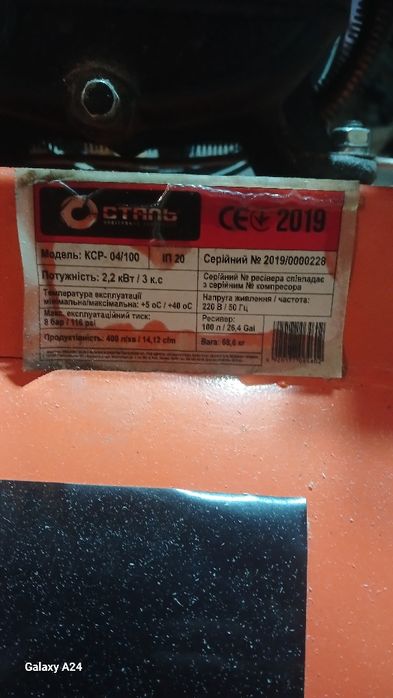 СТАЛЬ
CE 2019
Модель: КСР- 04/100 ІП 20
Серійний № 2019/0000228
Потужність: 2,2 кВт / 3 к.с
Серійний № ресівера співпадає
з серійним № компресора
Температура експлуатації
мінімальна/максимальна: +5 оС / +40 оС
Напруга живлення / частота:
220 В / 50 Гц
Макс. експлуатаційний тиск:
8 бар / 116 psi
Ресивер:
100 л / 26,4 Gal
Продуктивність: 400 л/хв / 14,12 cfm
Вага: 68,6 кг
Galaxy A24